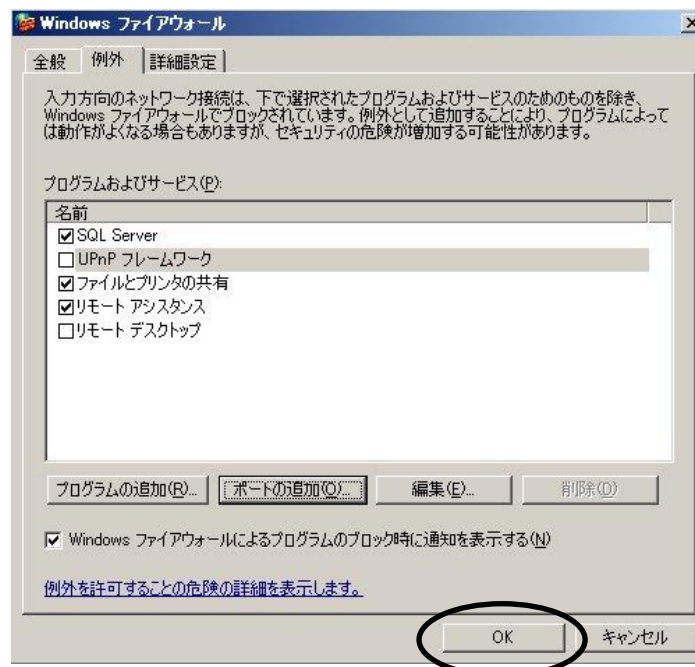 Windows ファイアウォール
全般 例外 詳細設定
入力方向のネットワーク接続は、下で選択されたプログラムおよびサービスのためのものを除き、
Windows ファイアウォールでブロックされています。例外として追加することにより、プログラムによって
は動作がよくなる場合もありますが、セキュリティの危険が増加する可能性があります。
プログラムおよびサービス(P):
名前
SQL Server
UPnP フレームワーク
ファイルとプリンタの共有
リモート アシスタンス
リモート デスクトップ
プログラムの追加(R)... ポートの追加(O)... 編集(E)... 削除(D)
Windows ファイアウォールによるプログラムのブロック時に通知を表示する(N)
例外を許可することの危険の詳細を表示します。
OK キャンセル